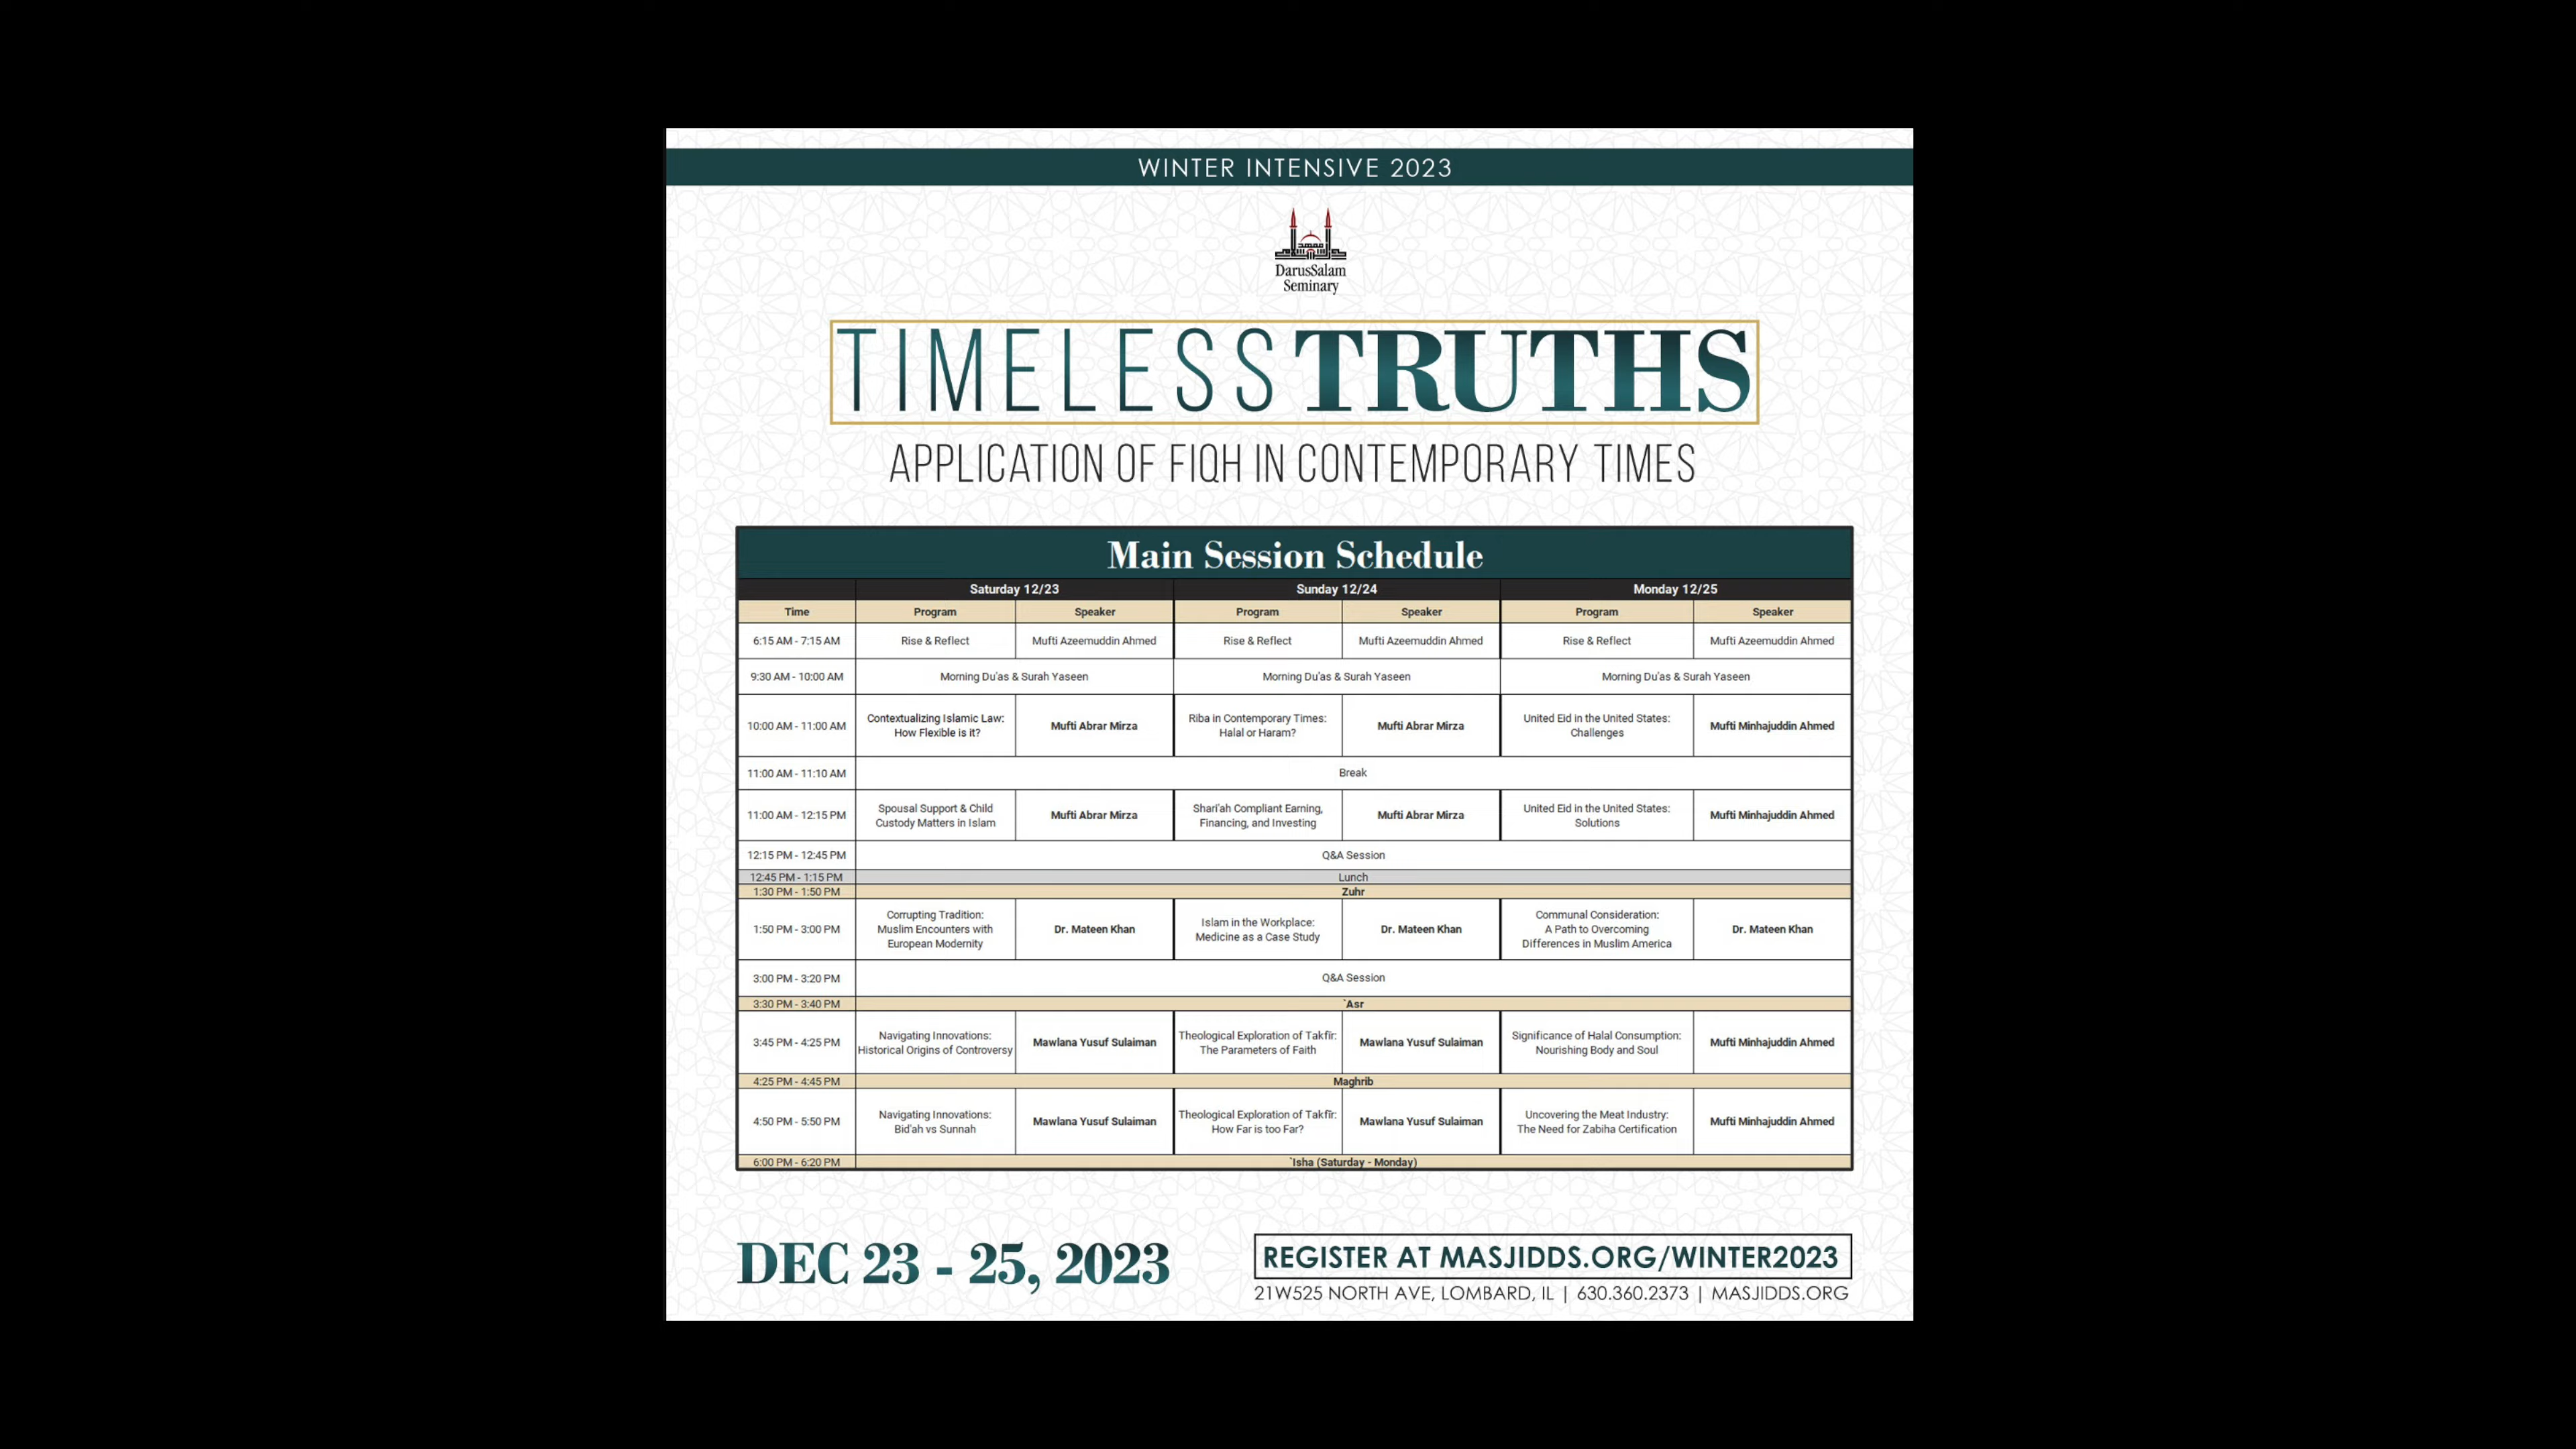 WINTER INTENSIVE 2023
DarusSalam
Seminary
TIMELESS TRUTHS
APPLICATION OF FIQH IN CONTEMPORARY TIMES
Main Session Schedule
Saturday 12/23 Sunday 12/24 Monday 12/25
Time Program Speaker Program Speaker Program Speaker
6:15 AM - 7:15 AM Rise & Reflect Mufti Azeemuddin Ahmed Rise & Reflect Mufti Azeemuddin Ahmed Rise & Reflect Mufti Azeemuddin Ahmed
9:30 AM - 10:00 AM Morning Du'as & Surah Yaseen Morning Du'as & Surah Yaseen Morning Du'as & Surah Yaseen
10:00 AM - 11:00 AM
Contextualizing Islamic Law:
How Flexible is it?
Mufti Abrar Mirza
Riba in Contemporary Times:
Halal or Haram?
Mufti Abrar Mirza
United Eid in the United States:
Challenges
Mufti Minhajuddin Ahmed
11:00 AM - 11:10 AM Break
11:00 AM - 12:15 PM
Spousal Support & Child
Custody Matters in Islam
Mufti Abrar Mirza
Shari'ah Compliant Earning,
Financing, and Investing
Mufti Abrar Mirza
United Eid in the United States:
Solutions
Mufti Minhajuddin Ahmed
12:15 PM - 12:45 PM Q&A Session
12:45 PM - 1:15 PM Lunch
1:30 PM - 1:50 PM Zuhr
1:50 PM - 3:00 PM
Corrupting Tradition:
Muslim Encounters with
European Modernity
Dr. Mateen Khan
Islam in the Workplace:
Medicine as a Case Study
Dr. Mateen Khan
Communal Consideration:
A Path to Overcoming
Differences in Muslim America
Dr. Mateen Khan
3:00 PM - 3:20 PM Q&A Session
3:30 PM - 3:40 PM `Asr
3:45 PM - 4:25 PM
Navigating Innovations:
Historical Origins of Controversy
Mawlana Yusuf Sulaiman
Theological Exploration of Takfīr:
The Parameters of Faith
Mawlana Yusuf Sulaiman
Significance of Halal Consumption:
Nourishing Body and Soul
Mufti Minhajuddin Ahmed
4:25 PM - 4:45 PM Maghrib
4:50 PM - 5:50 PM
Navigating Innovations:
Bid'ah vs Sunnah
Mawlana Yusuf Sulaiman
Theological Exploration of Takfīr:
How Far is too Far?
Mawlana Yusuf Sulaiman
Uncovering the Meat Industry:
The Need for Zabiha Certification
Mufti Minhajuddin Ahmed
6:00 PM - 6:20 PM `Isha (Saturday - Monday)
DEC 23 - 25, 2023
REGISTER AT MASJIDDS.ORG/WINTER2023
21W525 NORTH AVE, LOMBARD, IL | 630.360.2373 | MASJIDDS.ORG